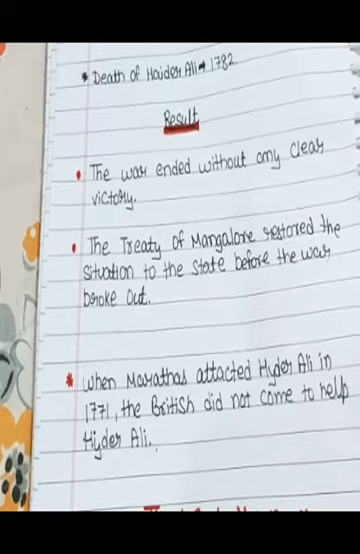 * Death of Haider Ali → 1782.
Result
• The war ended without any clear
victory.
• The Treaty of Mangalore restored the
situation to the state before the war
broke out.
* When Marathas attacted Hyder Ali in
1771, the British did not come to help
Hyder Ali.